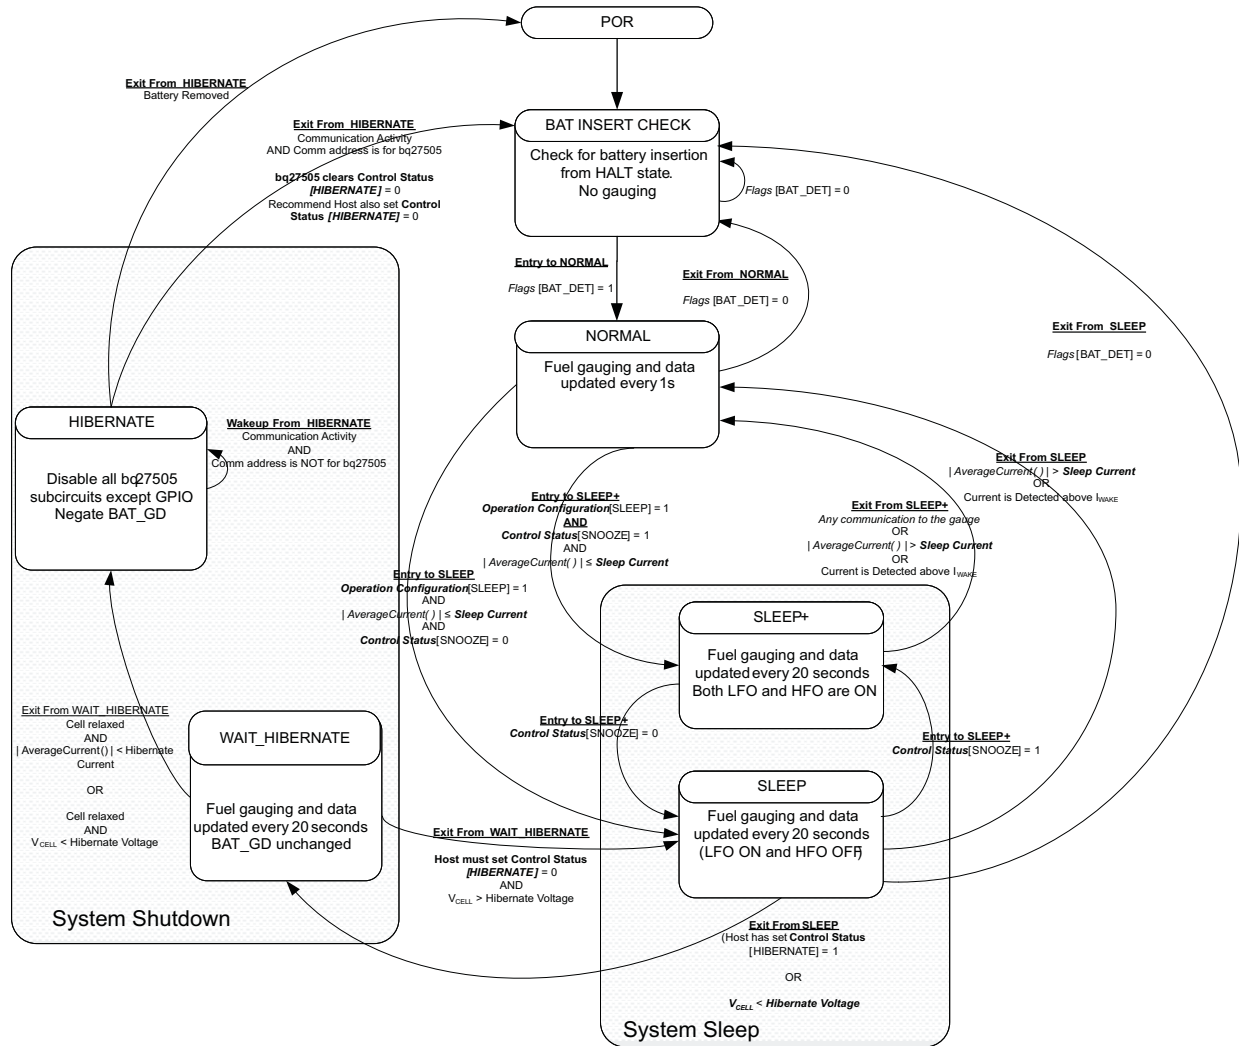 POR
Exit From HIBERNATE
Battery Removed
Exit From HIBERNATE
Communication Activity
AND Comm address is for bq27505
bq27505 clears Control Status
[HIBERNATE] = 0
Recommend Host also set Control
Status [HIBERNATE] = 0
BAT INSERT CHECK
Check for battery insertion
from HALT state.
No gauging
Flags [BAT_DET] = 0
Entry to NORMAL
Flags [BAT_DET] = 1
Exit From NORMAL
Flags [BAT_DET] = 0
Exit From SLEEP
Flags [BAT_DET] = 0
NORMAL
Fuel gauging and data
updated every 1s
HIBERNATE
Disable all bq27505
subcircuits except GPIO
Negate BAT_GD
Wakeup From HIBERNATE
Communication Activity
AND
Comm address is NOT for bq27505
Exit From SLEEP
| AverageCurrent( ) | > Sleep Current
OR
Current is Detected above IWAKE
Entry to SLEEP+
Operation Configuration[SLEEP] = 1
AND
Control Status[SNOOZE] = 1
AND
| AverageCurrent( ) | ≤ Sleep Current
Exit From SLEEP+
Any communication to the gauge
OR
| AverageCurrent( ) | > Sleep Current
OR
Current is Detected above IWAKE
Entry to SLEEP
Operation Configuration[SLEEP] = 1
AND
| AverageCurrent( ) | ≤ Sleep Current
AND
Control Status[SNOOZE] = 0
SLEEP+
Fuel gauging and data
updated every 20 seconds
Both LFO and HFO are ON
Entry to SLEEP+
Control Status[SNOOZE] = 0
Entry to SLEEP+
Control Status[SNOOZE] = 1
Exit From WAIT_HIBERNATE
Cell relaxed
AND
| AverageCurrent() | < Hibernate
Current
OR
Cell relaxed
AND
VCELL < Hibernate Voltage
WAIT_HIBERNATE
Fuel gauging and data
updated every 20 seconds
BAT_GD unchanged
SLEEP
Fuel gauging and data
updated every 20 seconds
(LFO ON and HFO OFF)
Exit From WAIT_HIBERNATE
Host must set Control Status
[HIBERNATE] = 0
AND
VCELL > Hibernate Voltage
System Shutdown
Exit From SLEEP
(Host has set Control Status
[HIBERNATE] = 1
OR
VCELL < Hibernate Voltage
System Sleep